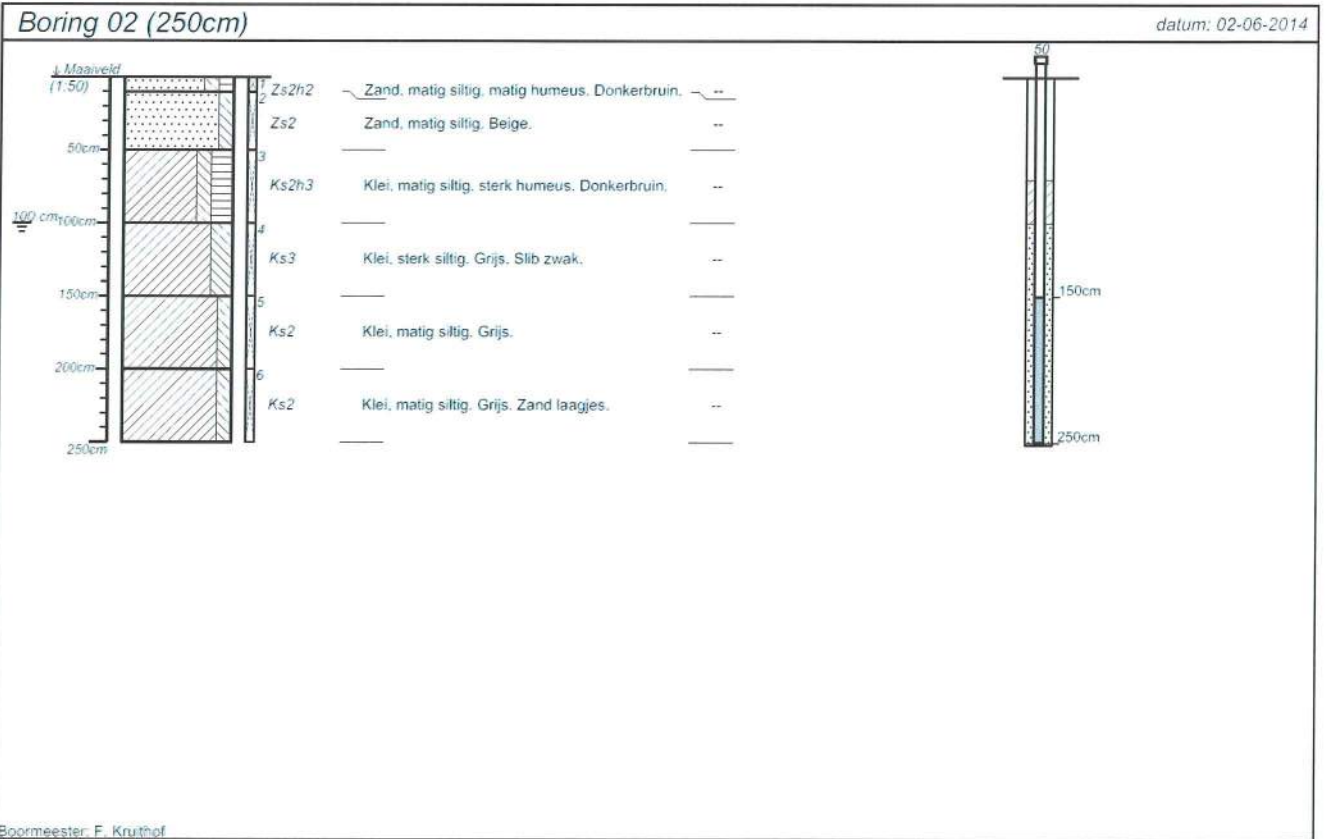 Boring 02 (250cm)
datum: 02-06-2014
↓ Maaiveld
(1:50)
50cm
100 cm
100cm
150cm
200cm
250cm
1
2
3
4
5
6
Zs2h2 Zand, matig siltig, matig humeus. Donkerbruin. --
Zs2 Zand, matig siltig. Beige. --
Ks2h3 Klei, matig siltig, sterk humeus. Donkerbruin. --
Ks3 Klei, sterk siltig. Grijs. Slib zwak. --
Ks2 Klei, matig siltig. Grijs. --
Ks2 Klei, matig siltig. Grijs. Zand laagjes. --
50
150cm
250cm
Boormeester: F. Kruithof